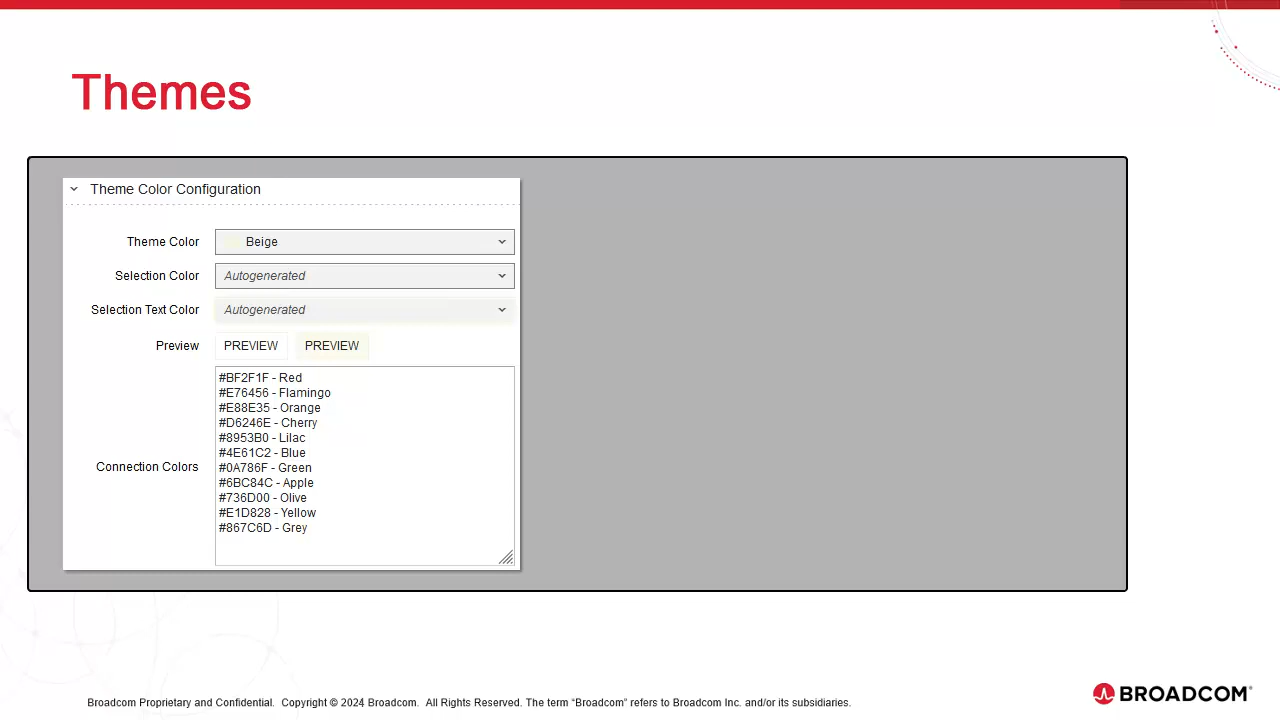 Themes
Theme Color Configuration
Theme Color Beige
Selection Color Autogenerated
Selection Text Color Autogenerated
Preview PREVIEW PREVIEW
Connection Colors
#BF2F1F - Red
#E76456 - Flamingo
#E88E35 - Orange
#D6246E - Cherry
#8953B0 - Lilac
#4E61C2 - Blue
#0A786F - Green
#6BC84C - Apple
#736D00 - Olive
#E1D828 - Yellow
#867C6D - Grey
Broadcom Proprietary and Confidential. Copyright © 2024 Broadcom. All Rights Reserved. The term “Broadcom” refers to Broadcom Inc. and/or its subsidiaries.
BROADCOM®